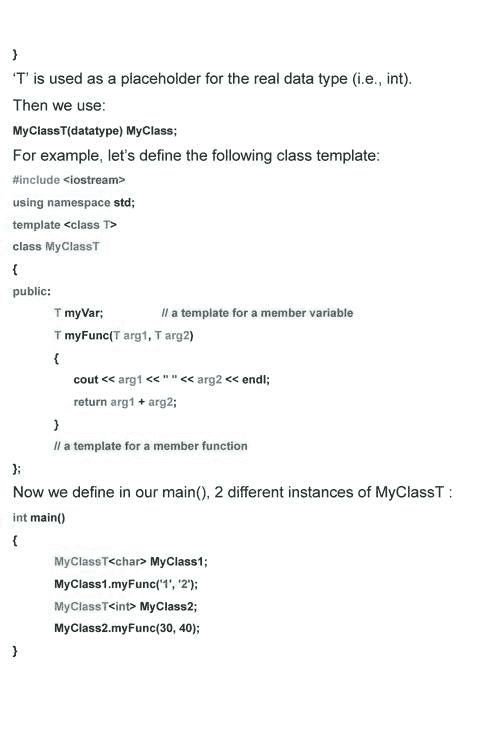 }
‘T’ is used as a placeholder for the real data type (i.e., int).
Then we use:
MyClassT(datatype) MyClass;
For example, let’s define the following class template:
#include <iostream>
using namespace std;
template <class T>
class MyClassT
{
public:
T myVar; // a template for a member variable
T myFunc(T arg1, T arg2)
{
cout << arg1 << " " << arg2 << endl;
return arg1 + arg2;
}
// a template for a member function
};
Now we define in our main(), 2 different instances of MyClassT :
int main()
{
MyClassT<char> MyClass1;
MyClass1.myFunc('1', '2');
MyClassT<int> MyClass2;
MyClass2.myFunc(30, 40);
}